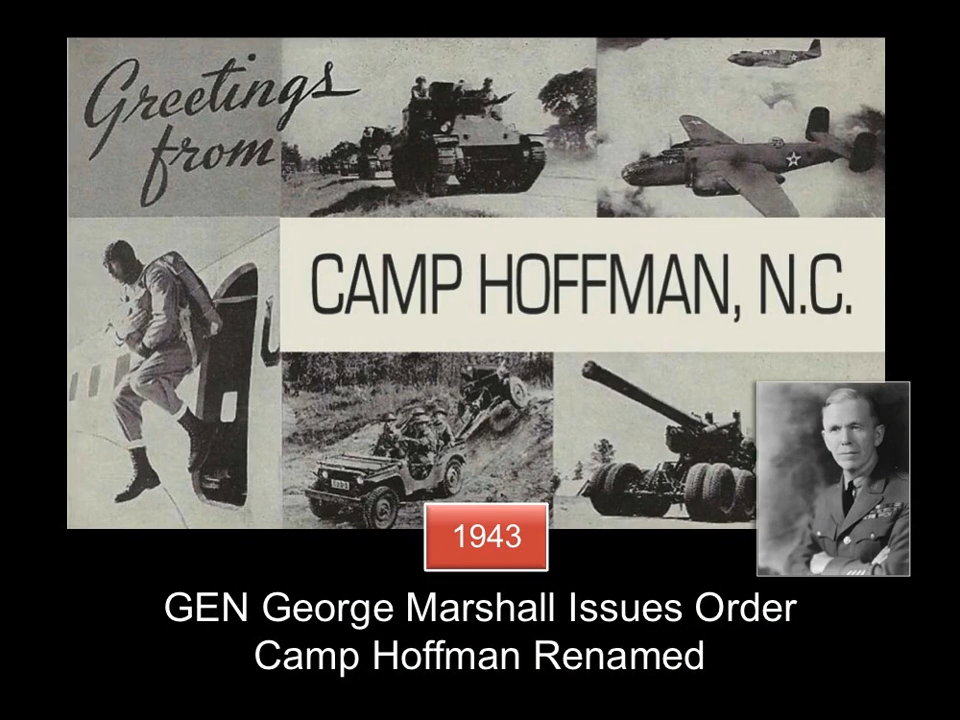 Greetings
from
CAMP HOFFMAN, N.C.
1943
GEN George Marshall Issues Order
Camp Hoffman Renamed